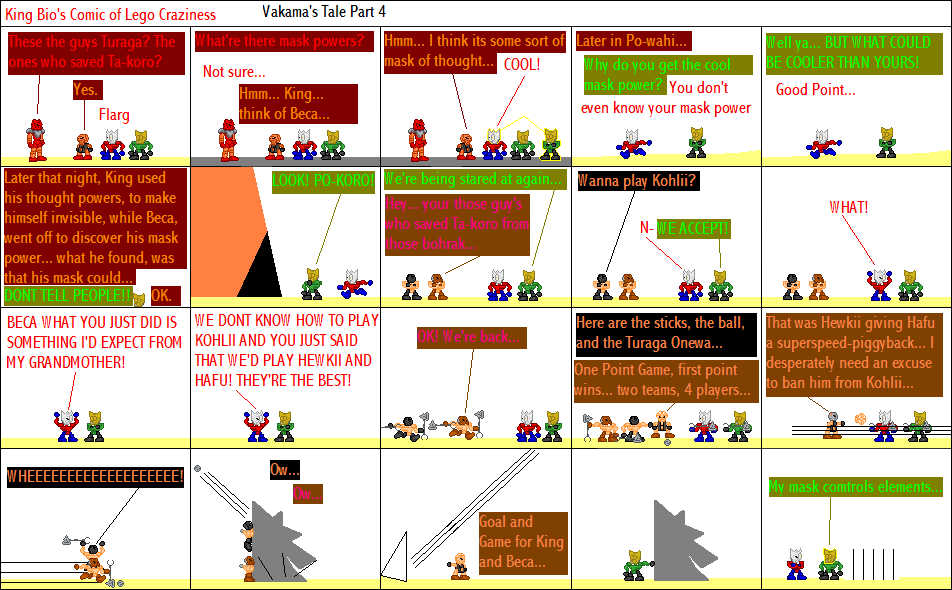 King Bio's Comic of Lego Craziness
Vakama's Tale Part 4
These the guys Turaga? The
ones who saved Ta-koro?
Yes.
Flarg
What're there mask powers?
Not sure...
Hmm... King...
think of Beca...
Hmm... I think its some sort of
mask of thought...
COOL!
Later in Po-wahi...
Why do you get the cool
mask power?
You don't
even know your mask power
Well ya... BUT WHAT COULD
BE COOLER THAN YOURS!
Good Point...
Later that night, King used
his thought powers, to make
himself invisible, while Beca,
went off to discover his mask
power... what he found, was
that his mask could...
DONT TELL PEOPLE!!
OK.
LOOK! PO-KORO!
We're being stared at again...
Hey... your those guy's
who saved Ta-koro from
those bohrak...
Wanna play Kohlii?
N-
WE ACCEPT!
WHAT!
BECA WHAT YOU JUST DID IS
SOMETHING I'D EXPECT FROM
MY GRANDMOTHER!
WE DONT KNOW HOW TO PLAY
KOHLII AND YOU JUST SAID
THAT WE'D PLAY HEWKII AND
HAFU! THEY'RE THE BEST!
OK! We're back...
Here are the sticks, the ball,
and the Turaga Onewa...
One Point Game, first point
wins... two teams, 4 players...
That was Hewkii giving Hafu
a superspeed-piggyback... I
desperately need an excuse
to ban him from Kohlii...
WHEEEEEEEEEEEEEEEEEEE!
Ow...
Ow...
Goal and
Game for King
and Beca...
My mask comtrols elements...